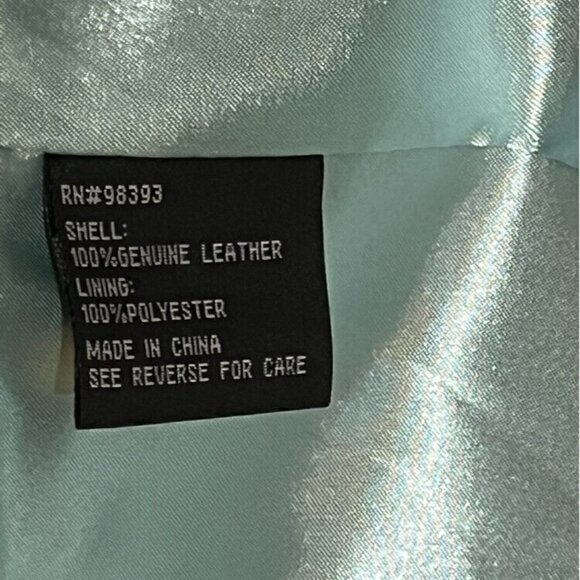 RN#98393
SHELL:
100%GENUINE LEATHER
LINING:
100%POLYESTER
MADE IN CHINA
SEE REVERSE FOR CARE